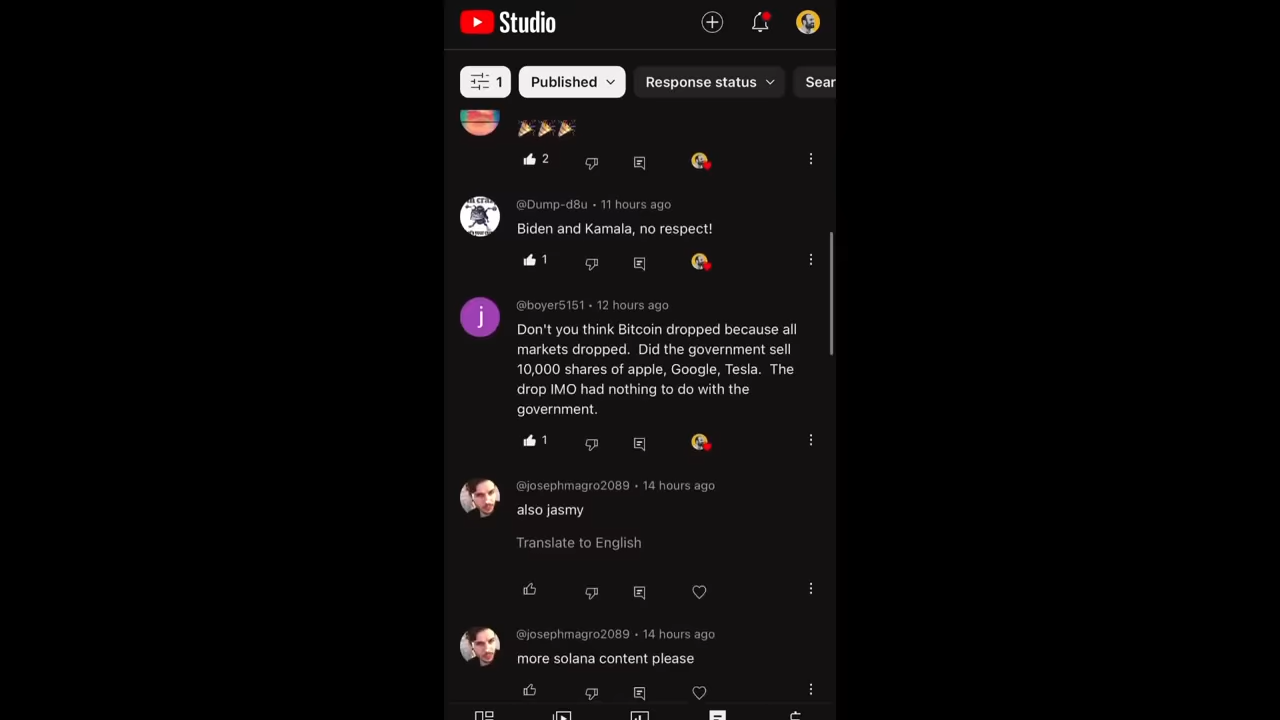 Studio
1
Published
Response status
Sear
🎉🎉🎉
2
@Dump-d8u • 11 hours ago
Biden and Kamala, no respect!
1
j
@boyer5151 • 12 hours ago
Don't you think Bitcoin dropped because all
markets dropped.  Did the government sell
10,000 shares of apple, Google, Tesla.  The
drop IMO had nothing to do with the
government.
1
@josephmagro2089 • 14 hours ago
also jasmy
Translate to English
@josephmagro2089 • 14 hours ago
more solana content please